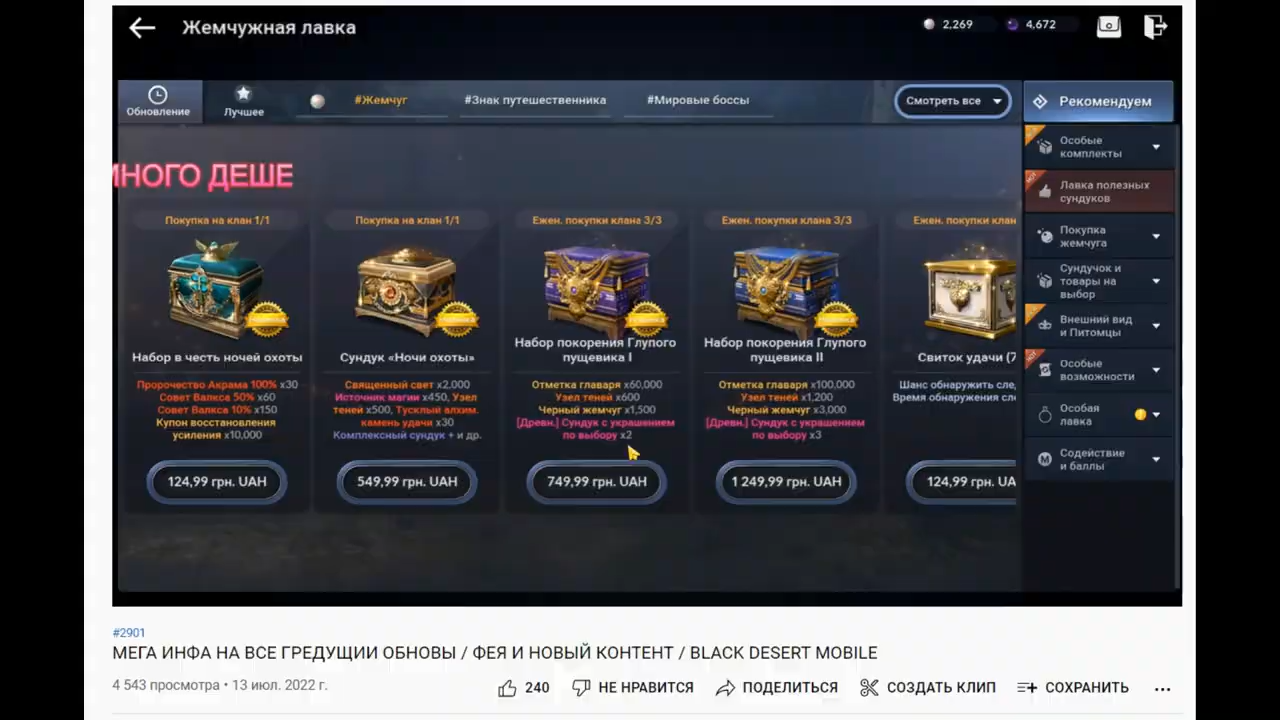 Жемчужная лавка
2,269
4,672
Обновление
Лучшее
#Жемчуг
#Знак путешественника
#Мировые боссы
Смотреть все
Рекомендуем
МНОГО ДЕШЕ
Покупка на клан 1/1
Набор в честь ночей охоты
Пророчество Акрама 100% x30
Совет Валкса 50% x60
Совет Валкса 10% x150
Купон восстановления
усиления x10,000
124,99 грн. UAH
Покупка на клан 1/1
Сундук «Ночи охоты»
Священный свет x2,000
Источник магии x450, Узел
теней x500, Тусклый алхим.
камень удачи x30
Комплексный сундук + и др.
549,99 грн. UAH
Ежен. покупки клана 3/3
Набор покорения Глупого
пущевика I
Отметка главаря x60,000
Узел теней x600
Черный жемчуг x1,500
[Древн.] Сундук с украшением
по выбору x2
749,99 грн. UAH
Ежен. покупки клана 3/3
Набор покорения Глупого
пущевика II
Отметка главаря x100,000
Узел теней x1,200
Черный жемчуг x3,000
[Древн.] Сундук с украшением
по выбору x3
1 249,99 грн. UAH
Ежен. покупки клан
Свиток удачи (7
Шанс обнаружить сле
Время обнаружения сл
124,99 грн. UA
Особые
комплекты
HOT
Лавка полезных
сундуков
Покупка
жемчуга
Сундучок и
товары на
выбор
Внешний вид
и Питомцы
HOT
Особые
возможности
Особая
лавка
Содействие
и баллы
#2901
МЕГА ИНФА НА ВСЕ ГРЕДУЩИИ ОБНОВЫ / ФЕЯ И НОВЫЙ КОНТЕНТ / BLACK DESERT MOBILE
4 543 просмотра • 13 июл. 2022 г.
240
НЕ НРАВИТСЯ
ПОДЕЛИТЬСЯ
СОЗДАТЬ КЛИП
СОХРАНИТЬ